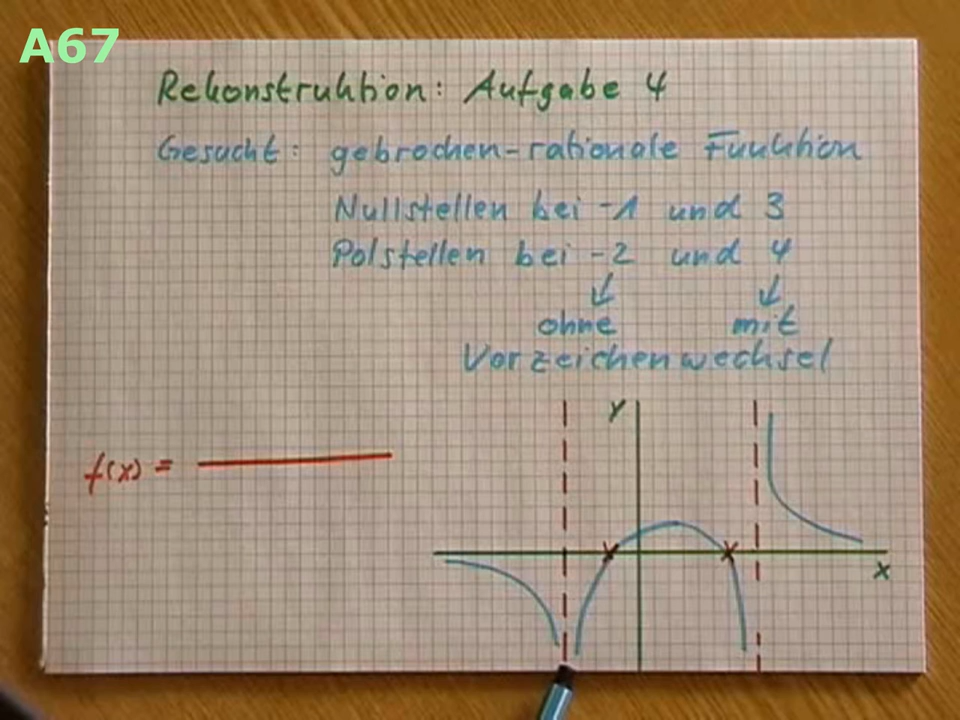 A67
Rekonstruktion: Aufgabe 4
Gesucht: gebrochen-rationale Funktion
Nullstellen bei -1 und 3
Polstellen bei -2 und 4
↓ ↓
ohne mit
Vorzeichenwechsel
Y
f(x) =
X